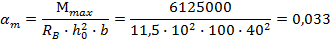 α_m = M_max / (R_B · h_0^2 · b) = 6125000 / (11,5 · 10^2 · 100 · 40^2) = 0,033